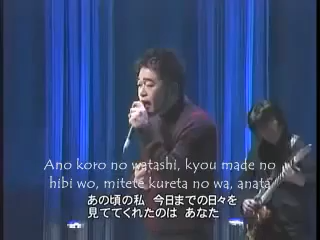 Ano koro no watashi, kyou made no
hibi wo, mitete kureta no wa, anata
あの頃の私 今日までの日々を
見ててくれたのは あなた